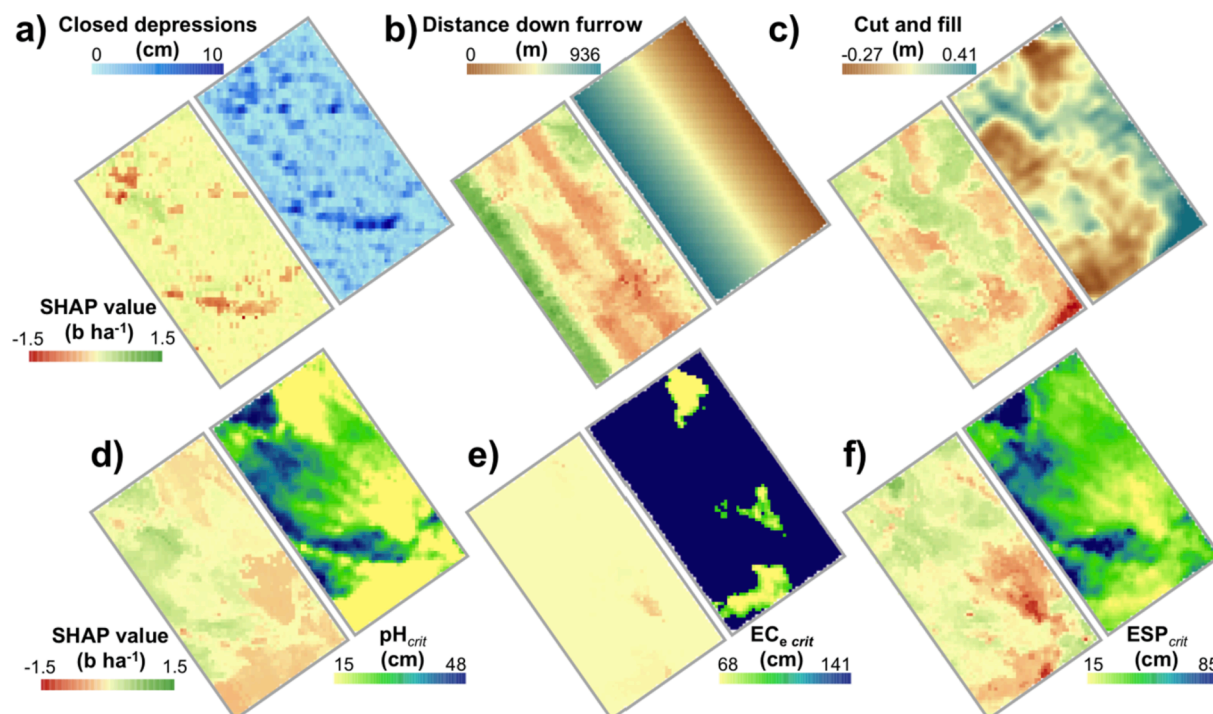 a) Closed depressions
(cm)
0 10
b) Distance down furrow
(m)
0 936
c) Cut and fill
(m)
-0.27 0.41
SHAP value
(b ha⁻¹)
-1.5 1.5
d)
SHAP value
(b ha⁻¹)
-1.5 1.5
pHcrit
(cm)
15 48
e)
ECe crit
(cm)
68 141
f)
ESPcrit
(cm)
15 85